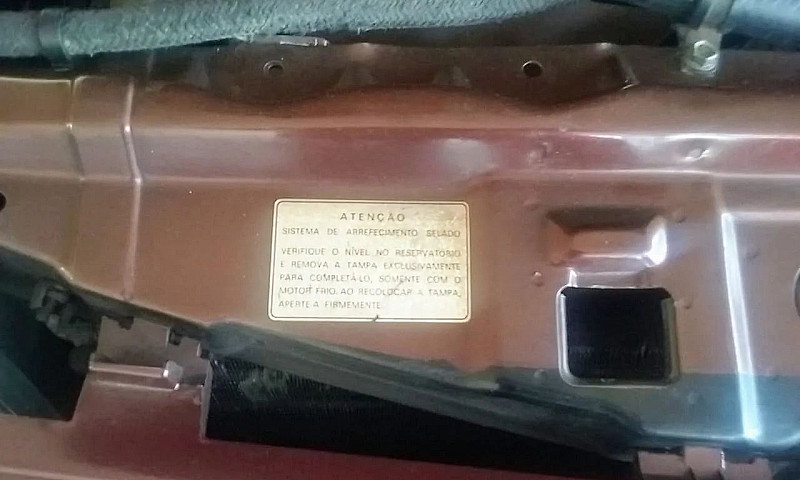 ATENÇÃO
SISTEMA DE ARREFECIMENTO SELADO
VERIFIQUE O NÍVEL NO RESERVATÓRIO
E REMOVA A TAMPA EXCLUSIVAMENTE
PARA COMPLETÁ-LO, SOMENTE COM O
MOTOR FRIO. AO RECOLOCAR A TAMPA,
APERTE-A FIRMEMENTE.